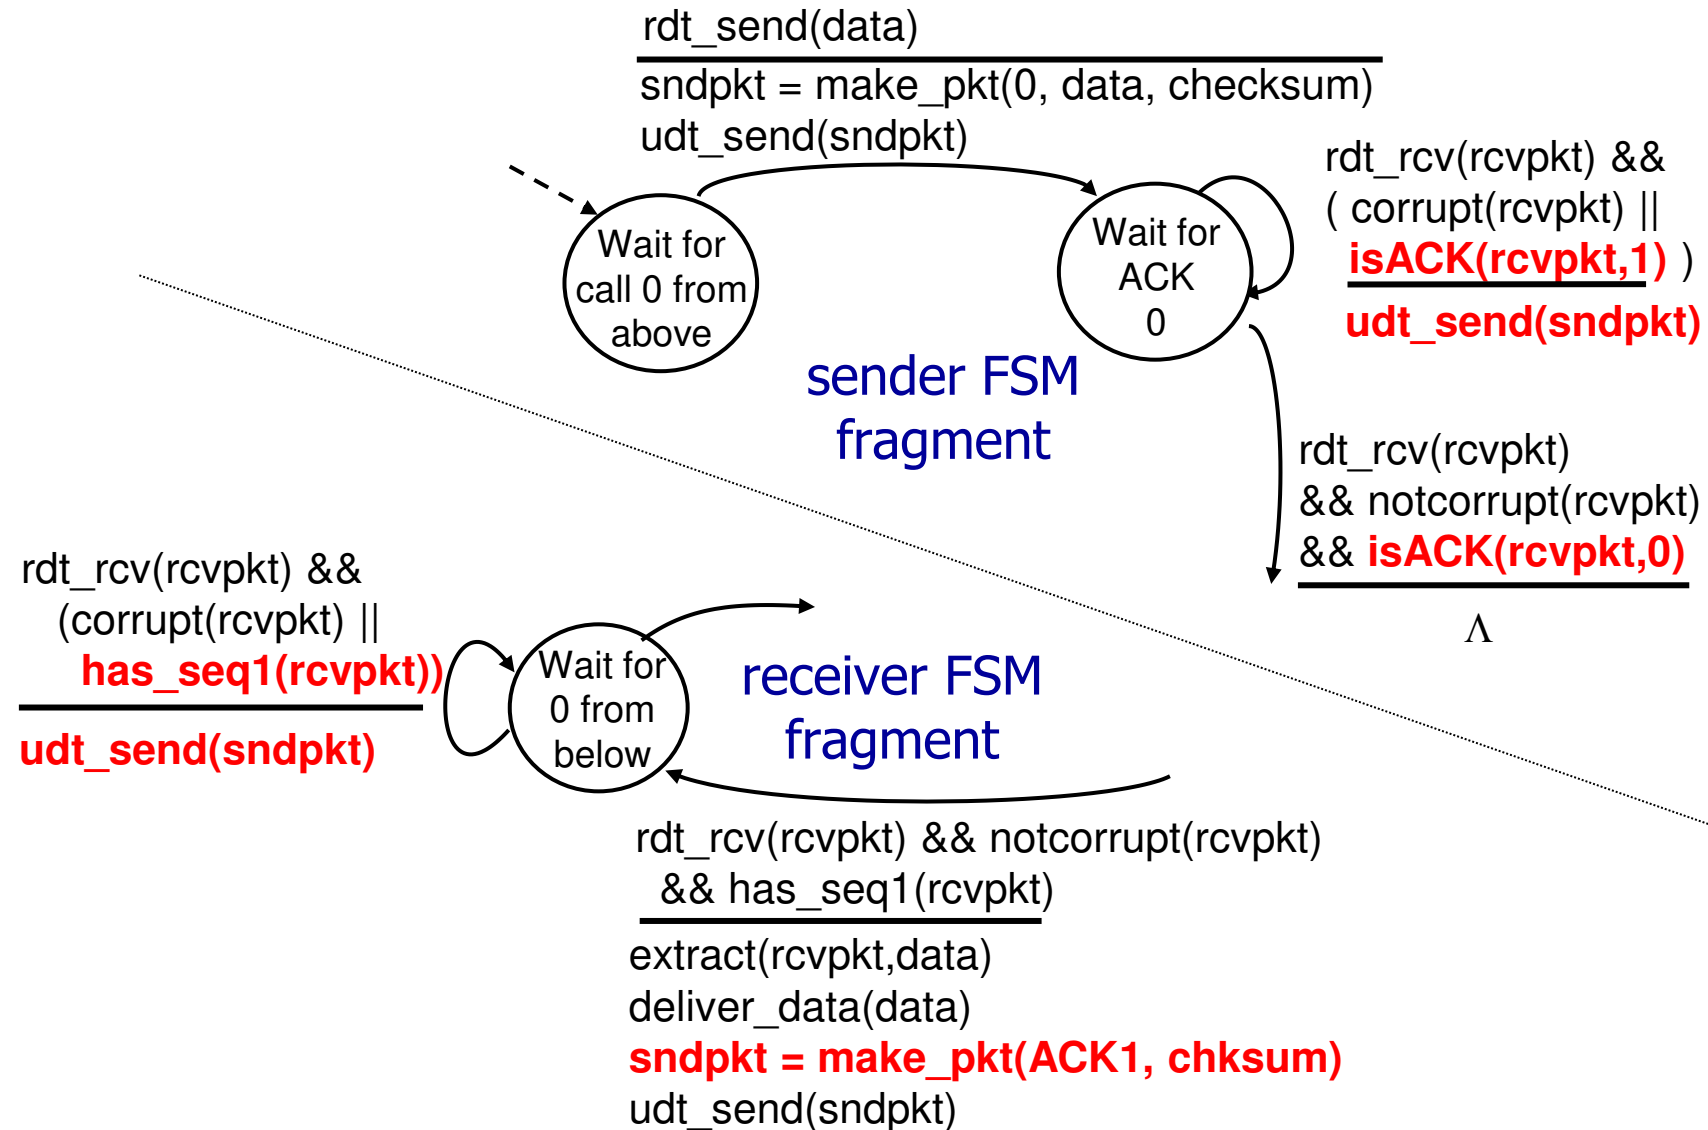 rdt_send(data)
sndpkt = make_pkt(0, data, checksum)
udt_send(sndpkt)
rdt_rcv(rcvpkt) &&
( corrupt(rcvpkt) ||
isACK(rcvpkt,1) )
udt_send(sndpkt)
Wait for
call 0 from
above
Wait for
ACK
0
sender FSM
fragment
rdt_rcv(rcvpkt)
&& notcorrupt(rcvpkt)
&& isACK(rcvpkt,0)
Λ
rdt_rcv(rcvpkt) &&
(corrupt(rcvpkt) ||
has_seq1(rcvpkt))
udt_send(sndpkt)
Wait for
0 from
below
receiver FSM
fragment
rdt_rcv(rcvpkt) && notcorrupt(rcvpkt)
&& has_seq1(rcvpkt)
extract(rcvpkt,data)
deliver_data(data)
sndpkt = make_pkt(ACK1, chksum)
udt_send(sndpkt)